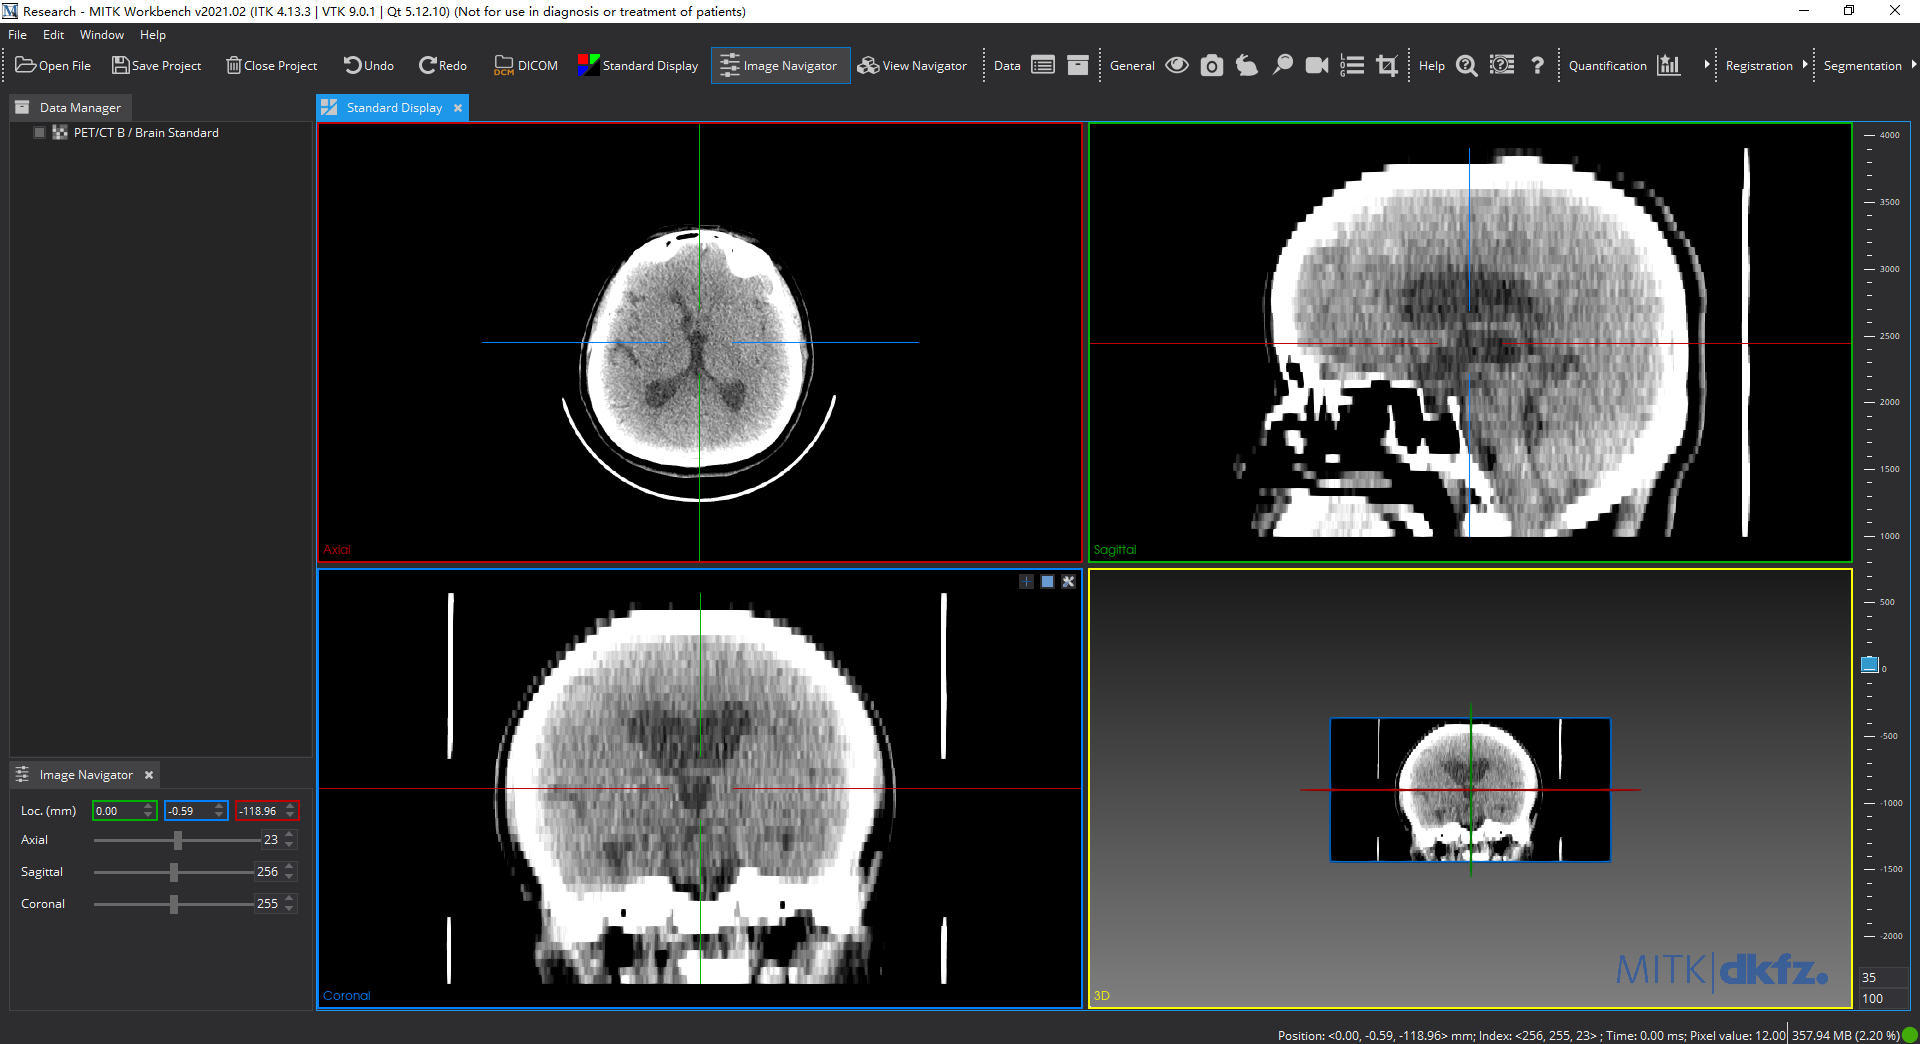 Research - MITK Workbench v2021.02 (ITK 4.13.3 | VTK 9.0.1 | Qt 5.12.10) (Not for use in diagnosis or treatment of patients)
File Edit Window Help
Open File Save Project Close Project Undo Redo DCM DICOM Standard Display Image Navigator View Navigator Data General LOG Help ? Quantification Registration Segmentation
Data Manager
PET/CT B / Brain Standard
Standard Display
Axial
Sagittal
Coronal
3D
MITK dkfz.
4000
3500
3000
2500
2000
1500
1000
500
0
-500
-1000
-1500
-2000
35
100
Image Navigator
Loc. (mm) 0.00 -0.59 -118.96
Axial 23
Sagittal 256
Coronal 255
Position: <0.00, -0.59, -118.96> mm; Index: <256, 255, 23> ; Time: 0.00 ms; Pixel value: 12.00 357.94 MB (2.20 %)